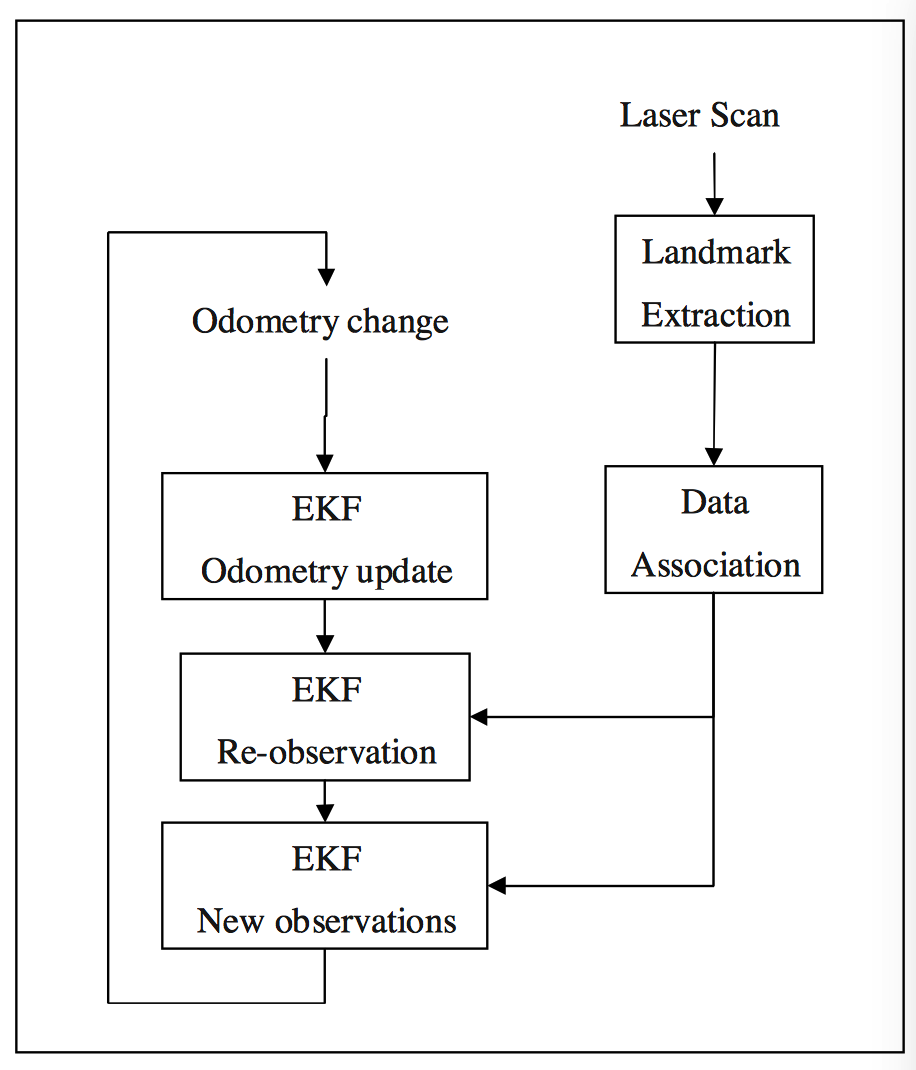 Laser Scan
Landmark
Extraction
Odometry change
EKF
Odometry update
Data
Association
EKF
Re-observation
EKF
New observations